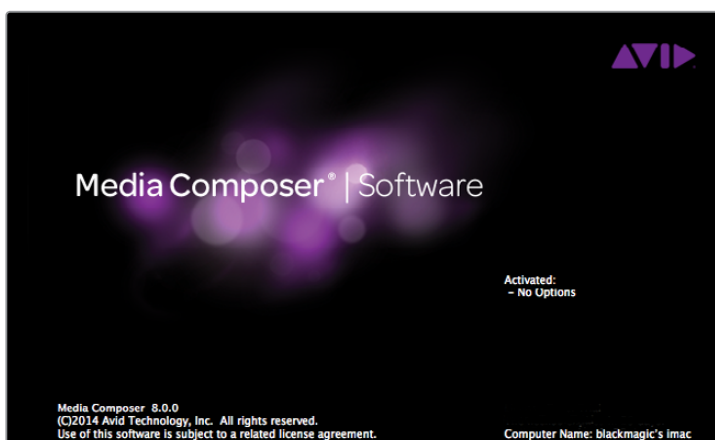 AVID
Media Composer® | Software
Activated:
– No Options
Media Composer 8.0.0
(C)2014 Avid Technology, Inc. All rights reserved.
Use of this software is subject to a related license agreement.
Computer Name: blackmagic's imac